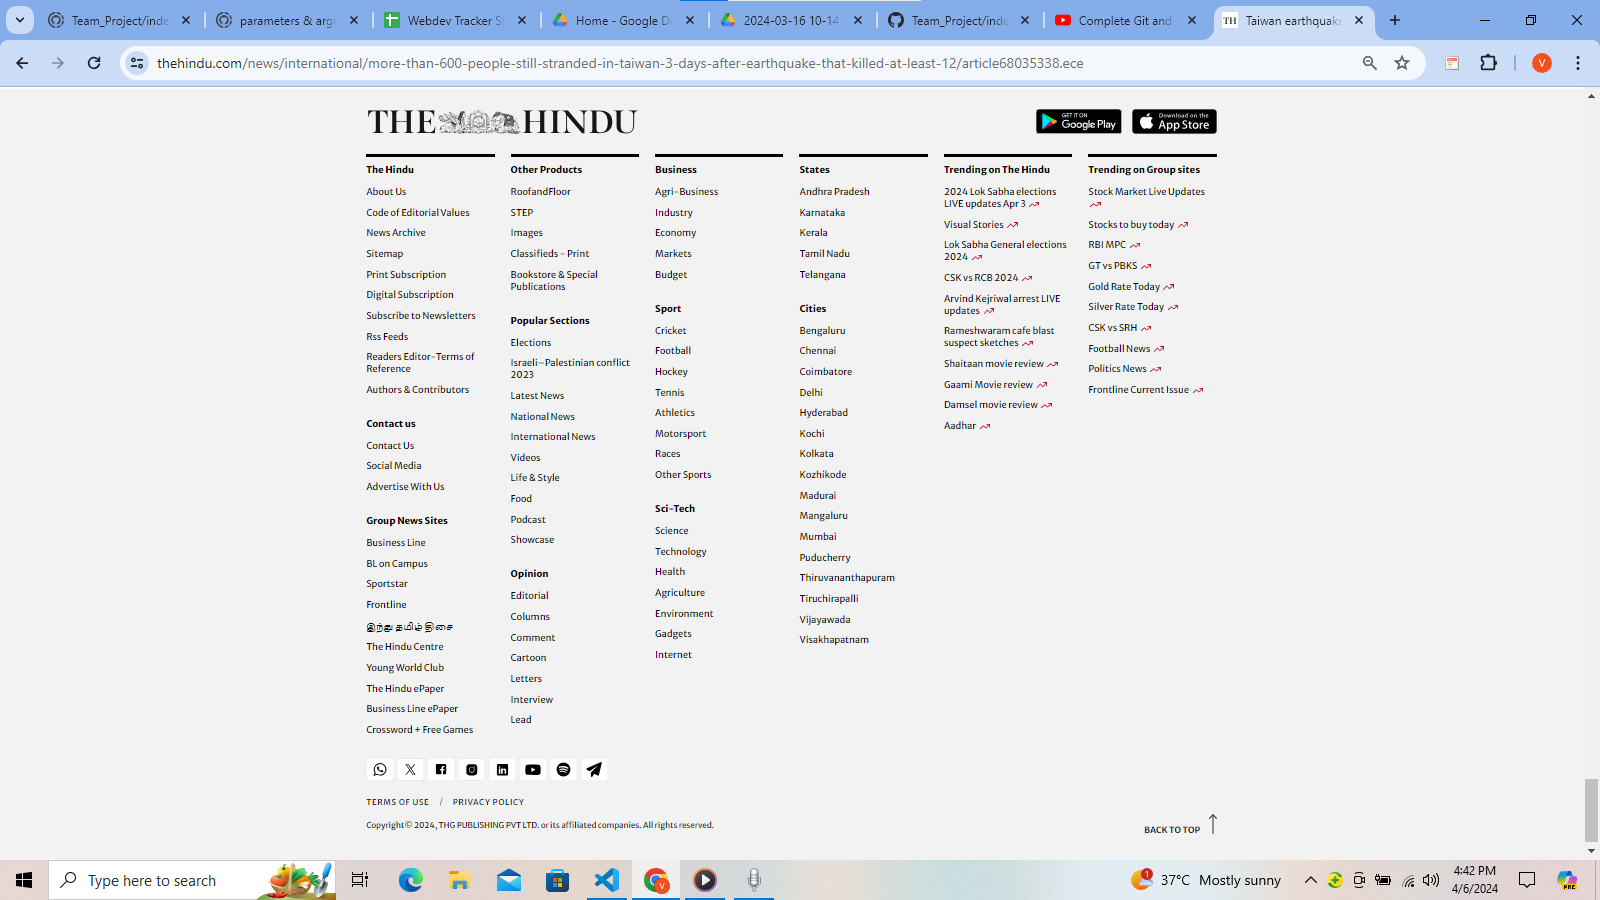 Team_Project/inde
parameters & arg
Webdev Tracker S
Home - Google D
2024-03-16 10-14
Team_Project/inde
Complete Git and
TH Taiwan earthquake
thehindu.com/news/international/more-than-600-people-still-stranded-in-taiwan-3-days-after-earthquake-that-killed-at-least-12/article68035338.ece
V
THE HINDU
GET IT ON
Google Play
Download on the
App Store
The Hindu
About Us
Code of Editorial Values
News Archive
Sitemap
Print Subscription
Digital Subscription
Subscribe to Newsletters
Rss Feeds
Readers Editor-Terms of
Reference
Authors & Contributors
Contact us
Contact Us
Social Media
Advertise With Us
Group News Sites
Business Line
BL on Campus
Sportstar
Frontline
இந்து தமிழ் திசை
The Hindu Centre
Young World Club
The Hindu ePaper
Business Line ePaper
Crossword + Free Games
Other Products
RoofandFloor
STEP
Images
Classifieds - Print
Bookstore & Special
Publications
Popular Sections
Elections
Israeli–Palestinian conflict
2023
Latest News
National News
International News
Videos
Life & Style
Food
Podcast
Showcase
Opinion
Editorial
Columns
Comment
Cartoon
Letters
Interview
Lead
Business
Agri-Business
Industry
Economy
Markets
Budget
Sport
Cricket
Football
Hockey
Tennis
Athletics
Motorsport
Races
Other Sports
Sci-Tech
Science
Technology
Health
Agriculture
Environment
Gadgets
Internet
States
Andhra Pradesh
Karnataka
Kerala
Tamil Nadu
Telangana
Cities
Bengaluru
Chennai
Coimbatore
Delhi
Hyderabad
Kochi
Kolkata
Kozhikode
Madurai
Mangaluru
Mumbai
Puducherry
Thiruvananthapuram
Tiruchirapalli
Vijayawada
Visakhapatnam
Trending on The Hindu
2024 Lok Sabha elections
LIVE updates Apr 3
Visual Stories
Lok Sabha General elections
2024
CSK vs RCB 2024
Arvind Kejriwal arrest LIVE
updates
Rameshwaram cafe blast
suspect sketches
Shaitaan movie review
Gaami Movie review
Damsel movie review
Aadhar
Trending on Group sites
Stock Market Live Updates
Stocks to buy today
RBI MPC
GT vs PBKS
Gold Rate Today
Silver Rate Today
CSK vs SRH
Football News
Politics News
Frontline Current Issue
TERMS OF USE / PRIVACY POLICY
Copyright© 2024, THG PUBLISHING PVT LTD. or its affiliated companies. All rights reserved.
BACK TO TOP
Type here to search
V
1
37°C Mostly sunny
4:42 PM
4/6/2024
PRE